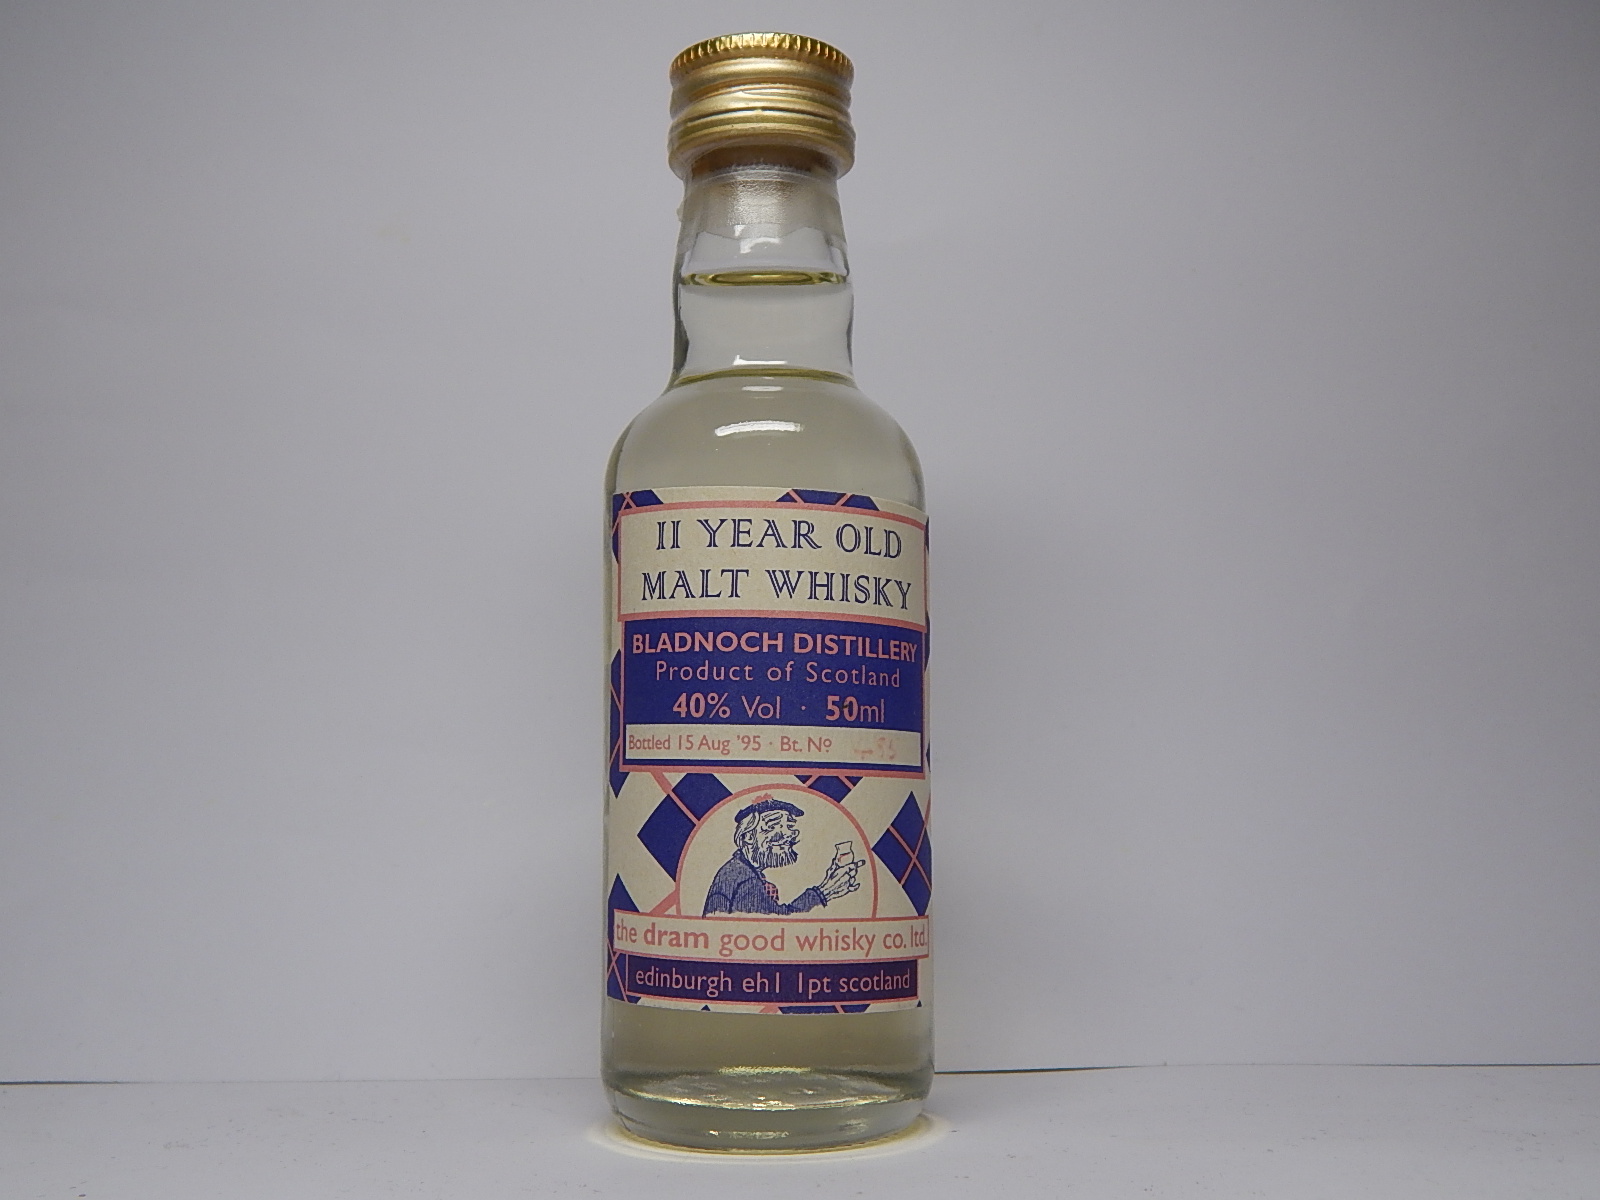 11 YEAR OLD
MALT WHISKY
BLADNOCH DISTILLERY
Product of Scotland
40% Vol · 50ml
Bottled 15 Aug '95 · Bt. Nº
the dram good whisky co. ltd.
edinburgh eh1 1pt scotland